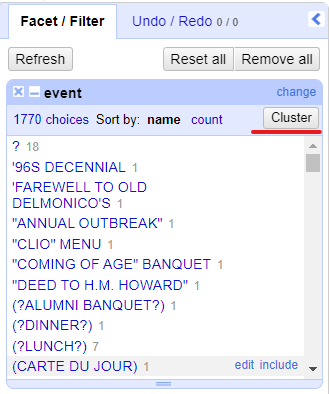 Facet / Filter Undo / Redo 0 / 0
Refresh Reset all Remove all
event change
1770 choices Sort by: name count Cluster
? 18
'96S DECENNIAL 1
'FAREWELL TO OLD
DELMONICO'S 1
"ANNUAL OUTBREAK" 1
"CLIO" MENU 1
"COMING OF AGE" BANQUET 1
"DEED TO H.M. HOWARD" 1
(?ALUMNI BANQUET?) 1
(?DINNER?) 1
(?LUNCH?) 7
(CARTE DU JOUR) 1 edit include